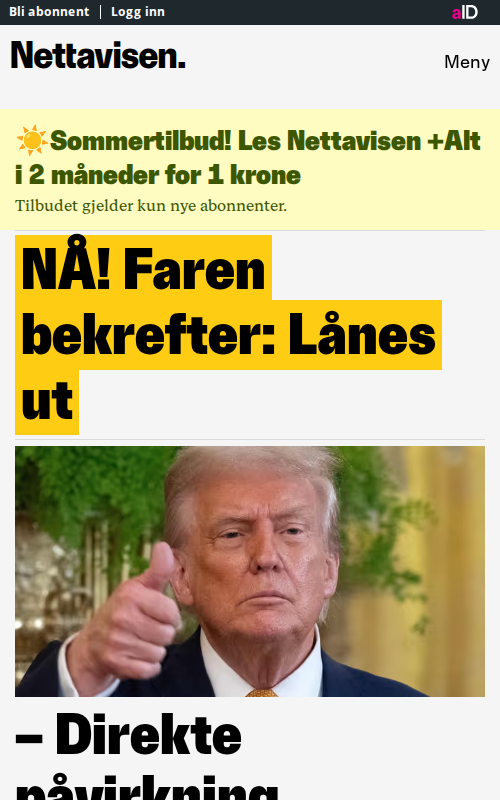 Bli abonnent
Logg inn
aID
Nettavisen.
Meny
Sommertilbud! Les Nettavisen +Alt
i 2 måneder for 1 krone
Tilbudet gjelder kun nye abonnenter.
NÅ! Faren
bekrefter: Lånes
ut
– Direkte
påvirkning